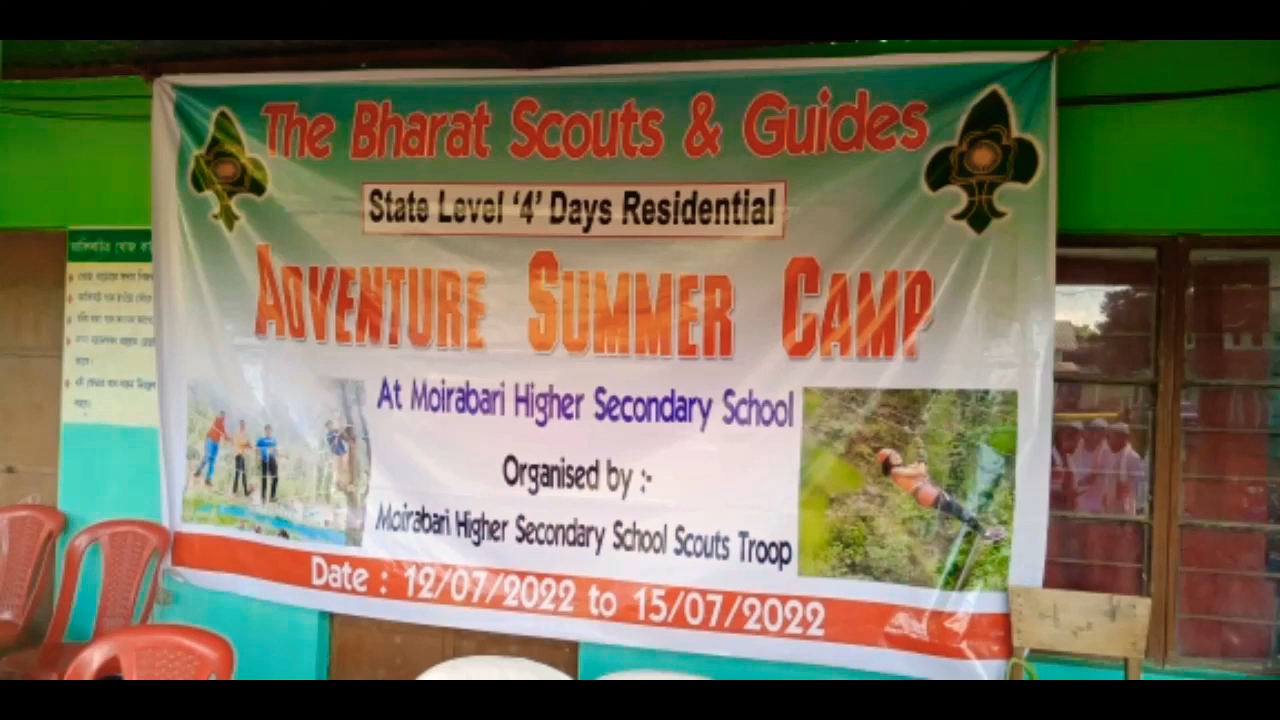 The Bharat Scouts & Guides
State Level '4' Days Residential
ADVENTURE SUMMER CAMP
At Moirabari Higher Secondary School
Organised by :-
Moirabari Higher Secondary School Scouts Troop
Date : 12/07/2022 to 15/07/2022